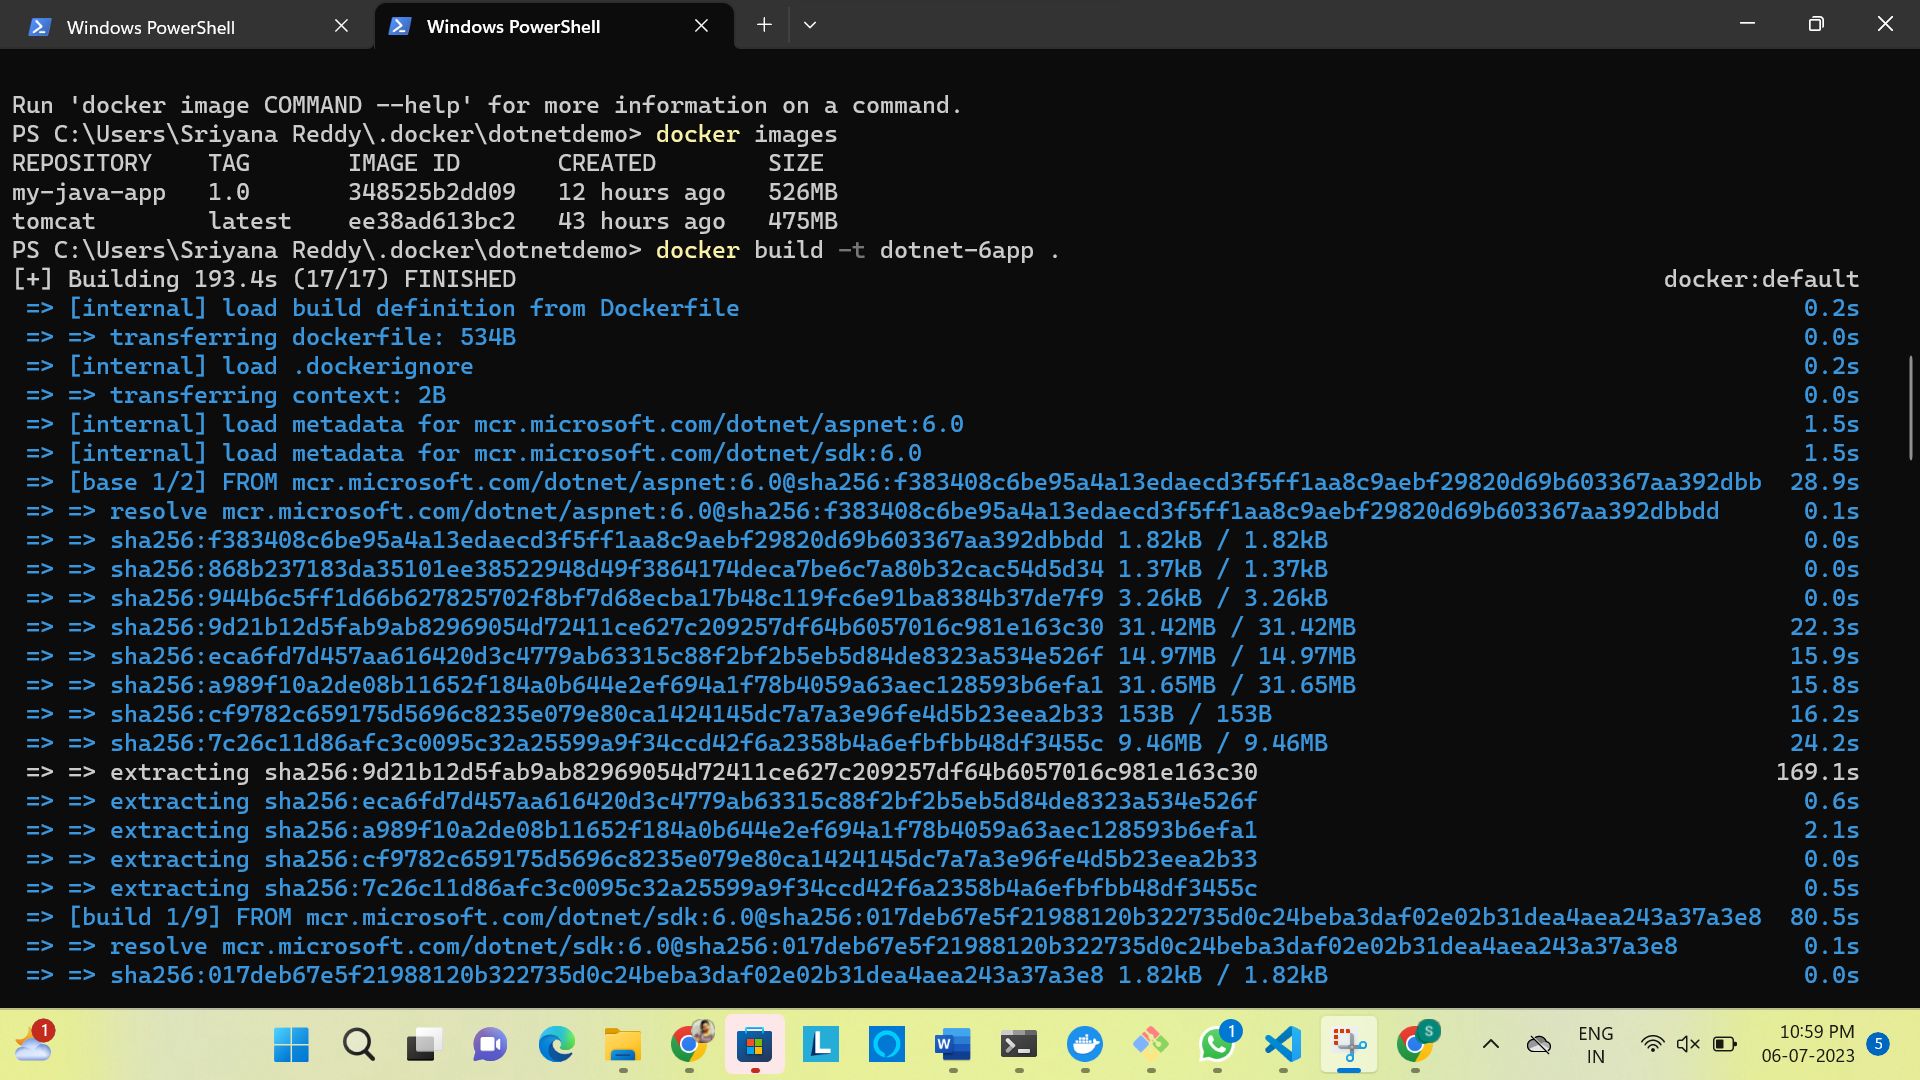 Windows PowerShell
Windows PowerShell
Run 'docker image COMMAND --help' for more information on a command.
PS C:\Users\Sriyana Reddy\.docker\dotnetdemo> docker images
REPOSITORY    TAG       IMAGE ID       CREATED        SIZE
my-java-app   1.0       348525b2dd09   12 hours ago   526MB
tomcat        latest    ee38ad613bc2   43 hours ago   475MB
PS C:\Users\Sriyana Reddy\.docker\dotnetdemo> docker build -t dotnet-6app .
[+] Building 193.4s (17/17) FINISHED docker:default
=> [internal] load build definition from Dockerfile 0.2s
=> => transferring dockerfile: 534B 0.0s
=> [internal] load .dockerignore 0.2s
=> => transferring context: 2B 0.0s
=> [internal] load metadata for mcr.microsoft.com/dotnet/aspnet:6.0 1.5s
=> [internal] load metadata for mcr.microsoft.com/dotnet/sdk:6.0 1.5s
=> [base 1/2] FROM mcr.microsoft.com/dotnet/aspnet:6.0@sha256:f383408c6be95a4a13edaecd3f5ff1aa8c9aebf29820d69b603367aa392dbb 28.9s
=> => resolve mcr.microsoft.com/dotnet/aspnet:6.0@sha256:f383408c6be95a4a13edaecd3f5ff1aa8c9aebf29820d69b603367aa392dbbdd 0.1s
=> => sha256:f383408c6be95a4a13edaecd3f5ff1aa8c9aebf29820d69b603367aa392dbbdd 1.82kB / 1.82kB 0.0s
=> => sha256:868b237183da35101ee38522948d49f3864174deca7be6c7a80b32cac54d5d34 1.37kB / 1.37kB 0.0s
=> => sha256:944b6c5ff1d66b627825702f8bf7d68ecba17b48c119fc6e91ba8384b37de7f9 3.26kB / 3.26kB 0.0s
=> => sha256:9d21b12d5fab9ab82969054d72411ce627c209257df64b6057016c981e163c30 31.42MB / 31.42MB 22.3s
=> => sha256:eca6fd7d457aa616420d3c4779ab63315c88f2bf2b5eb5d84de8323a534e526f 14.97MB / 14.97MB 15.9s
=> => sha256:a989f10a2de08b11652f184a0b644e2ef694a1f78b4059a63aec128593b6efa1 31.65MB / 31.65MB 15.8s
=> => sha256:cf9782c659175d5696c8235e079e80ca1424145dc7a7a3e96fe4d5b23eea2b33 153B / 153B 16.2s
=> => sha256:7c26c11d86afc3c0095c32a25599a9f34ccd42f6a2358b4a6efbfbb48df3455c 9.46MB / 9.46MB 24.2s
=> => extracting sha256:9d21b12d5fab9ab82969054d72411ce627c209257df64b6057016c981e163c30 169.1s
=> => extracting sha256:eca6fd7d457aa616420d3c4779ab63315c88f2bf2b5eb5d84de8323a534e526f 0.6s
=> => extracting sha256:a989f10a2de08b11652f184a0b644e2ef694a1f78b4059a63aec128593b6efa1 2.1s
=> => extracting sha256:cf9782c659175d5696c8235e079e80ca1424145dc7a7a3e96fe4d5b23eea2b33 0.0s
=> => extracting sha256:7c26c11d86afc3c0095c32a25599a9f34ccd42f6a2358b4a6efbfbb48df3455c 0.5s
=> [build 1/9] FROM mcr.microsoft.com/dotnet/sdk:6.0@sha256:017deb67e5f21988120b322735d0c24beba3daf02e02b31dea4aea243a37a3e8 80.5s
=> => resolve mcr.microsoft.com/dotnet/sdk:6.0@sha256:017deb67e5f21988120b322735d0c24beba3daf02e02b31dea4aea243a37a3e8 0.1s
=> => sha256:017deb67e5f21988120b322735d0c24beba3daf02e02b31dea4aea243a37a3e8 1.82kB / 1.82kB 0.0s
1
L
W
1
S
ENG
IN
10:59 PM
06-07-2023
5